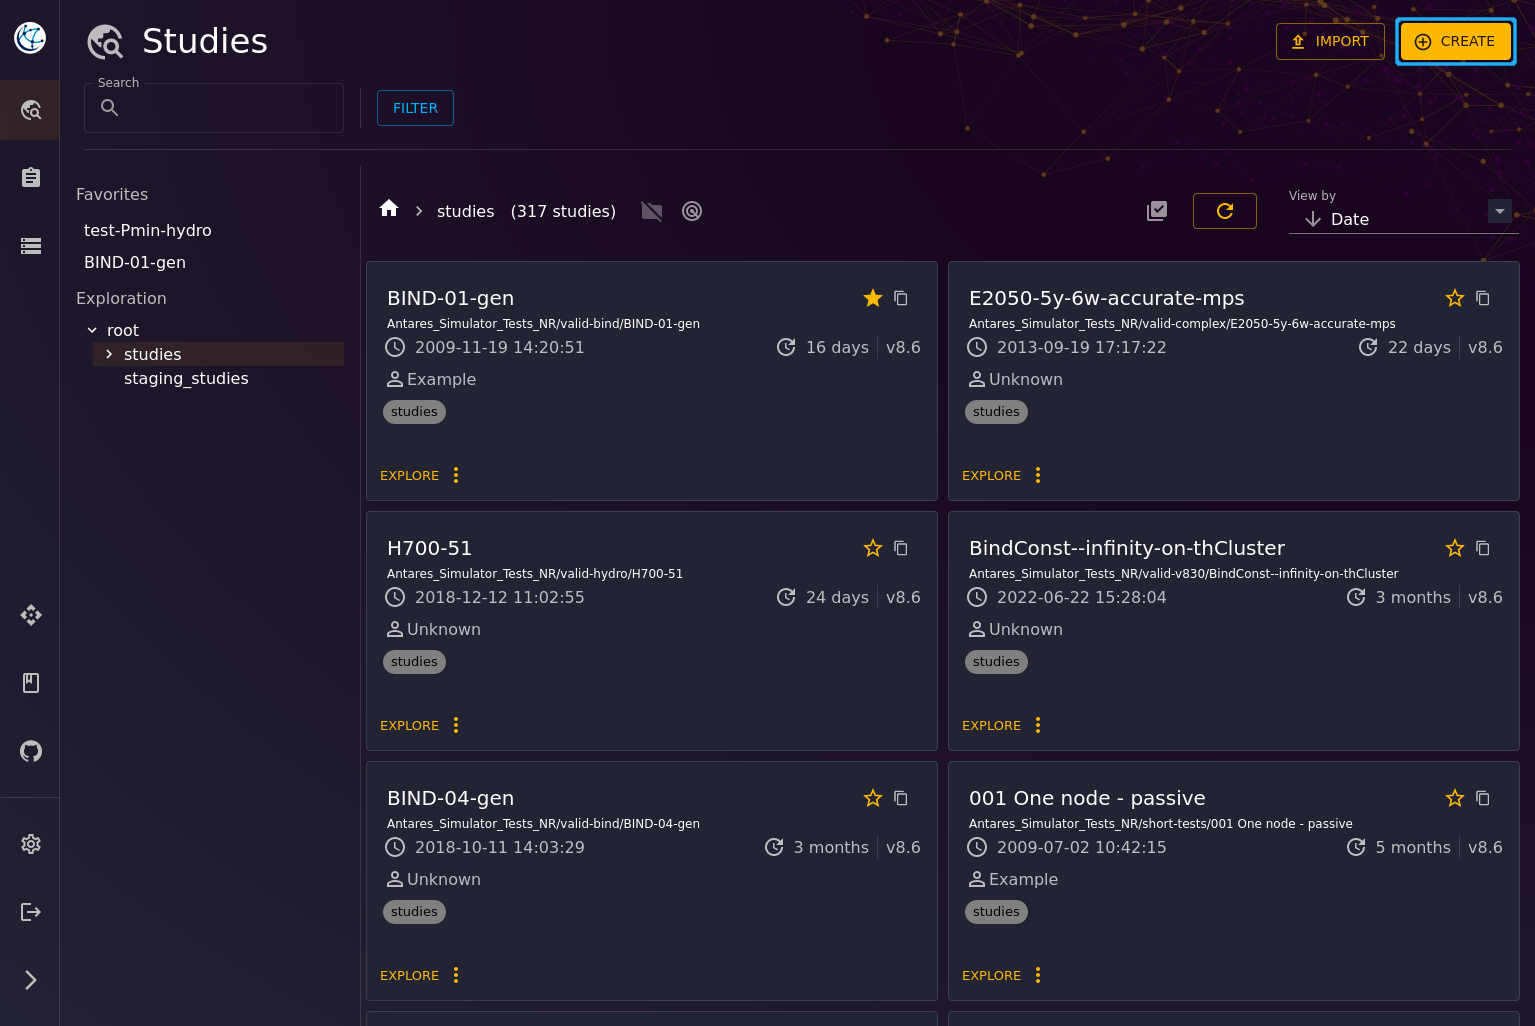 Studies
IMPORT
CREATE
Search
FILTER
Favorites
test-Pmin-hydro
BIND-01-gen
Exploration
root
studies
staging_studies
studies (317 studies)
View by
Date
BIND-01-gen
Antares_Simulator_Tests_NR/valid-bind/BIND-01-gen
2009-11-19 14:20:51 16 days v8.6
Example
studies
EXPLORE
E2050-5y-6w-accurate-mps
Antares_Simulator_Tests_NR/valid-complex/E2050-5y-6w-accurate-mps
2013-09-19 17:17:22 22 days v8.6
Unknown
studies
EXPLORE
H700-51
Antares_Simulator_Tests_NR/valid-hydro/H700-51
2018-12-12 11:02:55 24 days v8.6
Unknown
studies
EXPLORE
BindConst--infinity-on-thCluster
Antares_Simulator_Tests_NR/valid-v830/BindConst--infinity-on-thCluster
2022-06-22 15:28:04 3 months v8.6
Unknown
studies
EXPLORE
BIND-04-gen
Antares_Simulator_Tests_NR/valid-bind/BIND-04-gen
2018-10-11 14:03:29 3 months v8.6
Unknown
studies
EXPLORE
001 One node - passive
Antares_Simulator_Tests_NR/short-tests/001 One node - passive
2009-07-02 10:42:15 5 months v8.6
Example
studies
EXPLORE